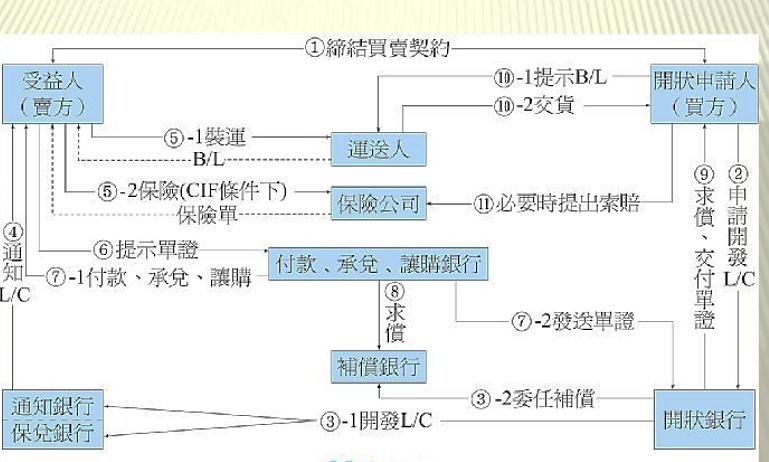 ①締結買賣契約
受益人
（賣方）
⑩-1提示B/L
⑩-2交貨
開狀申請人
（買方）
⑤-1裝運
B/L
運送人
⑤-2保險(CIF條件下)
保險單
保險公司
⑪必要時提出索賠
④通知L/C
⑨求償、交付單證
②申請開發L/C
⑥提示單證
⑦-1付款、承兌、讓購
付款、承兌、讓購銀行
⑧求償
⑦-2發送單證
補償銀行
③-2委任補償
通知銀行
保兌銀行
③-1開發L/C
開狀銀行